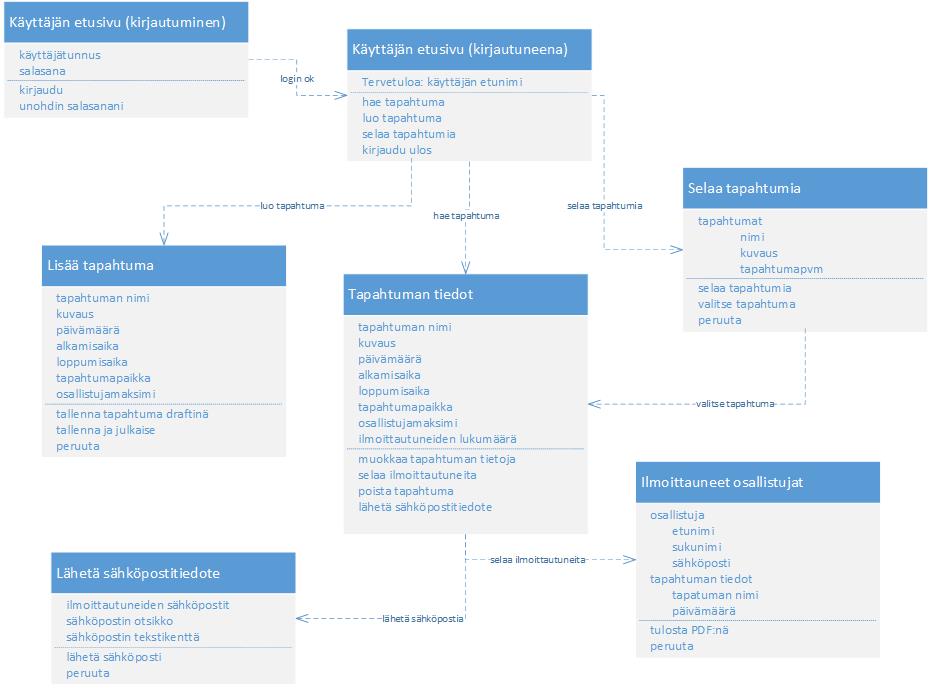 Käyttäjän etusivu (kirjautuminen)
käyttäjätunnus
salasana
kirjaudu
unohdin salasanani
login ok
Käyttäjän etusivu (kirjautuneena)
Tervetuloa: käyttäjän etunimi
hae tapahtuma
luo tapahtuma
selaa tapahtumia
kirjaudu ulos
luo tapahtuma
hae tapahtuma
selaa tapahtumia
Selaa tapahtumia
tapahtumat
nimi
kuvaus
tapahtumapvm
selaa tapahtumia
valitse tapahtuma
peruuta
Lisää tapahtuma
tapahtuman nimi
kuvaus
päivämäärä
alkamisaika
loppumisaika
tapahtumapaikka
osallistujamaksimi
tallenna tapahtuma draftinä
tallenna ja julkaise
peruuta
Tapahtuman tiedot
tapahtuman nimi
kuvaus
päivämäärä
alkamisaika
loppumisaika
tapahtumapaikka
osallistujamaksimi
ilmoittautuneiden lukumäärä
muokkaa tapahtuman tietoja
selaa ilmoittautuneita
poista tapahtuma
lähetä sähköpostitiedote
valitse tapahtuma
selaa ilmoittautuneita
lähetä sähköpostia
Ilmoittauneet osallistujat
osallistuja
etunimi
sukunimi
sähköposti
tapahtuman tiedot
tapatuman nimi
päivämäärä
tulosta PDF:nä
peruuta
Lähetä sähköpostitiedote
ilmoittautuneiden sähköpostit
sähköpostin otsikko
sähköpostin tekstikenttä
lähetä sähköposti
peruuta